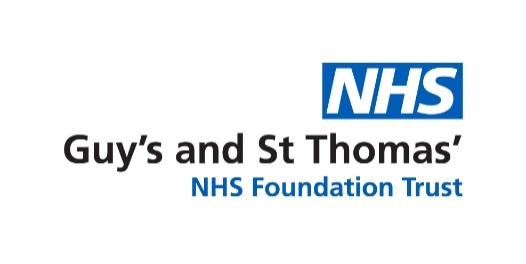 NHS
Guy’s and St Thomas’
NHS Foundation Trust